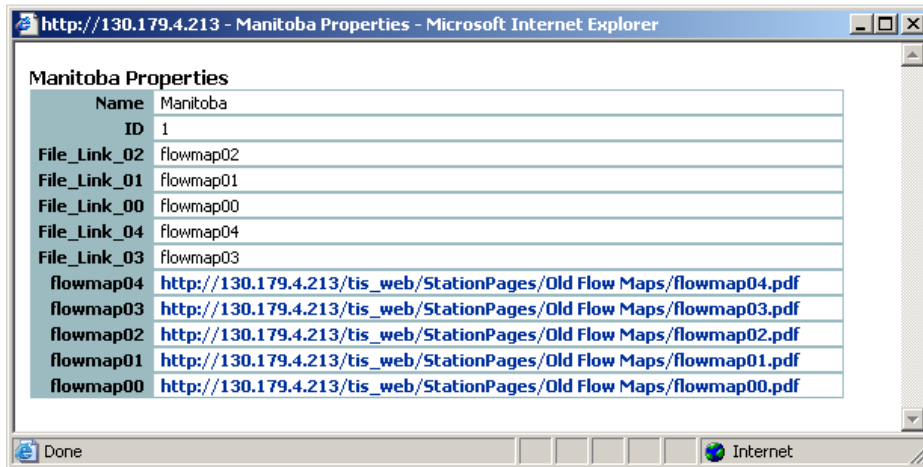 http://130.179.4.213 - Manitoba Properties - Microsoft Internet Explorer
Manitoba Properties
Name Manitoba
ID 1
File_Link_02 flowmap02
File_Link_01 flowmap01
File_Link_00 flowmap00
File_Link_04 flowmap04
File_Link_03 flowmap03
flowmap04 http://130.179.4.213/tis_web/StationPages/Old Flow Maps/flowmap04.pdf
flowmap03 http://130.179.4.213/tis_web/StationPages/Old Flow Maps/flowmap03.pdf
flowmap02 http://130.179.4.213/tis_web/StationPages/Old Flow Maps/flowmap02.pdf
flowmap01 http://130.179.4.213/tis_web/StationPages/Old Flow Maps/flowmap01.pdf
flowmap00 http://130.179.4.213/tis_web/StationPages/Old Flow Maps/flowmap00.pdf
Done Internet